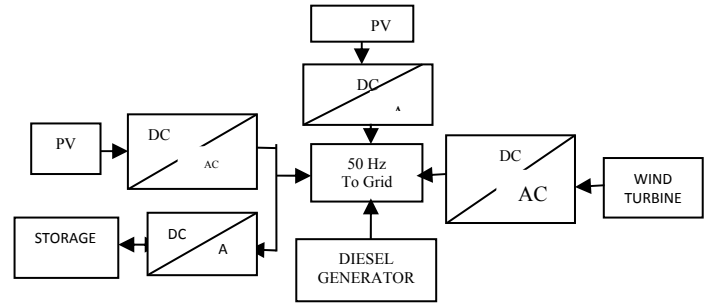 PV
DC
A
PV
DC
AC
50 Hz
To Grid
DC
AC
WIND
TURBINE
STORAGE
DC
A
DIESEL
GENERATOR